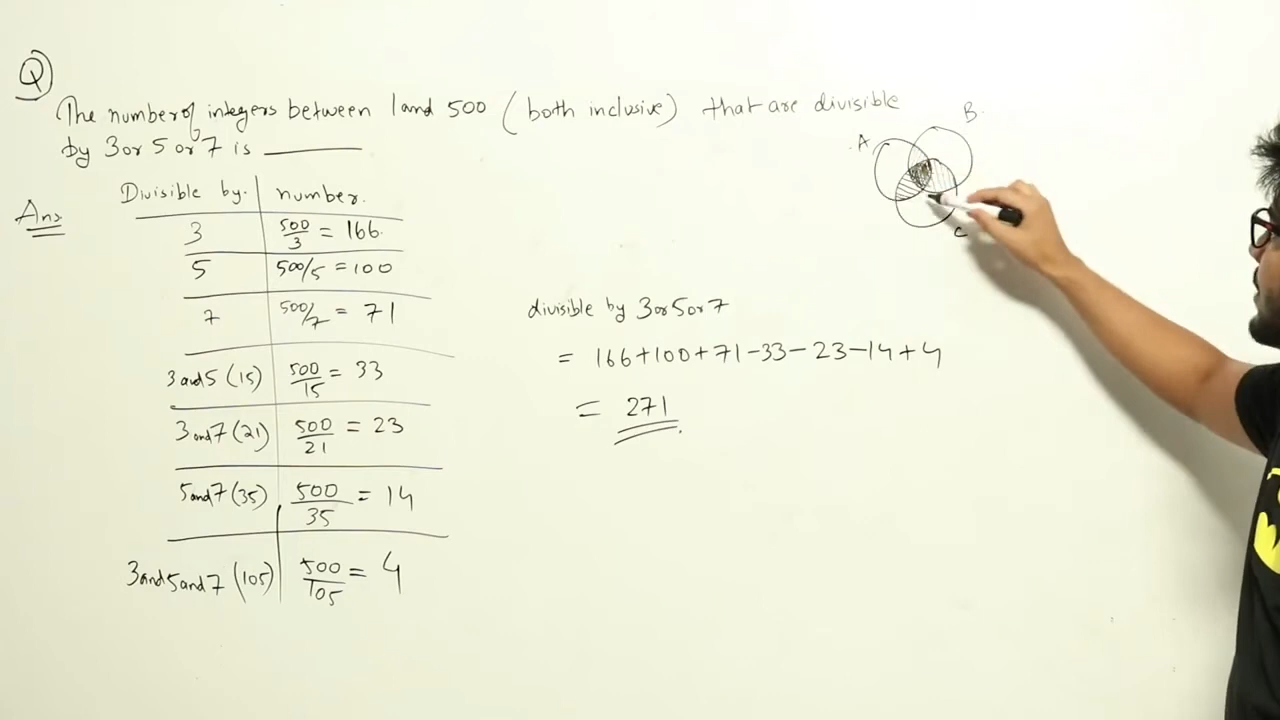 Q)
The number of integers between 1 and 500 (both inclusive) that are divisible
by 3 or 5 or 7 is ______
Ans
Divisible by. number.
3 500/3 = 166.
5 500/5 = 100
7 500/7 = 71
3 and 5 (15) 500/15 = 33
3 and 7 (21) 500/21 = 23
5 and 7 (35) 500/35 = 14
3 and 5 and 7 (105) 500/105 = 4
divisible by 3 or 5 or 7
= 166+100+71-33-23-14+4
= 271
A
B
C